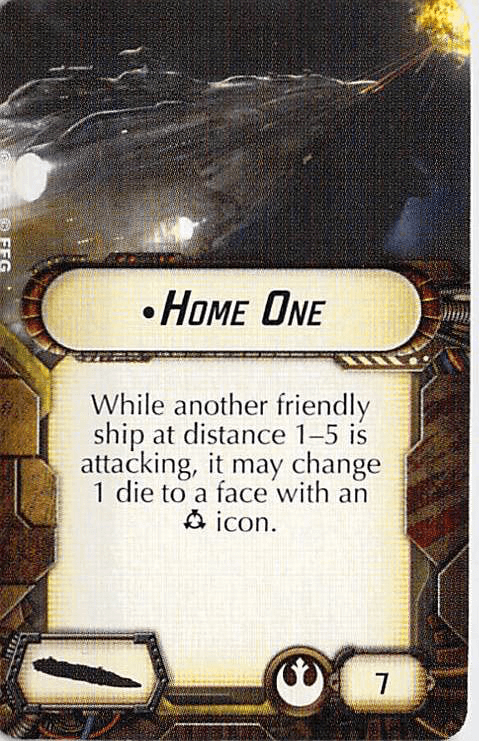 © FFG
•HOME ONE
While another friendly
ship at distance 1–5 is
attacking, it may change
1 die to a face with an
icon.
7